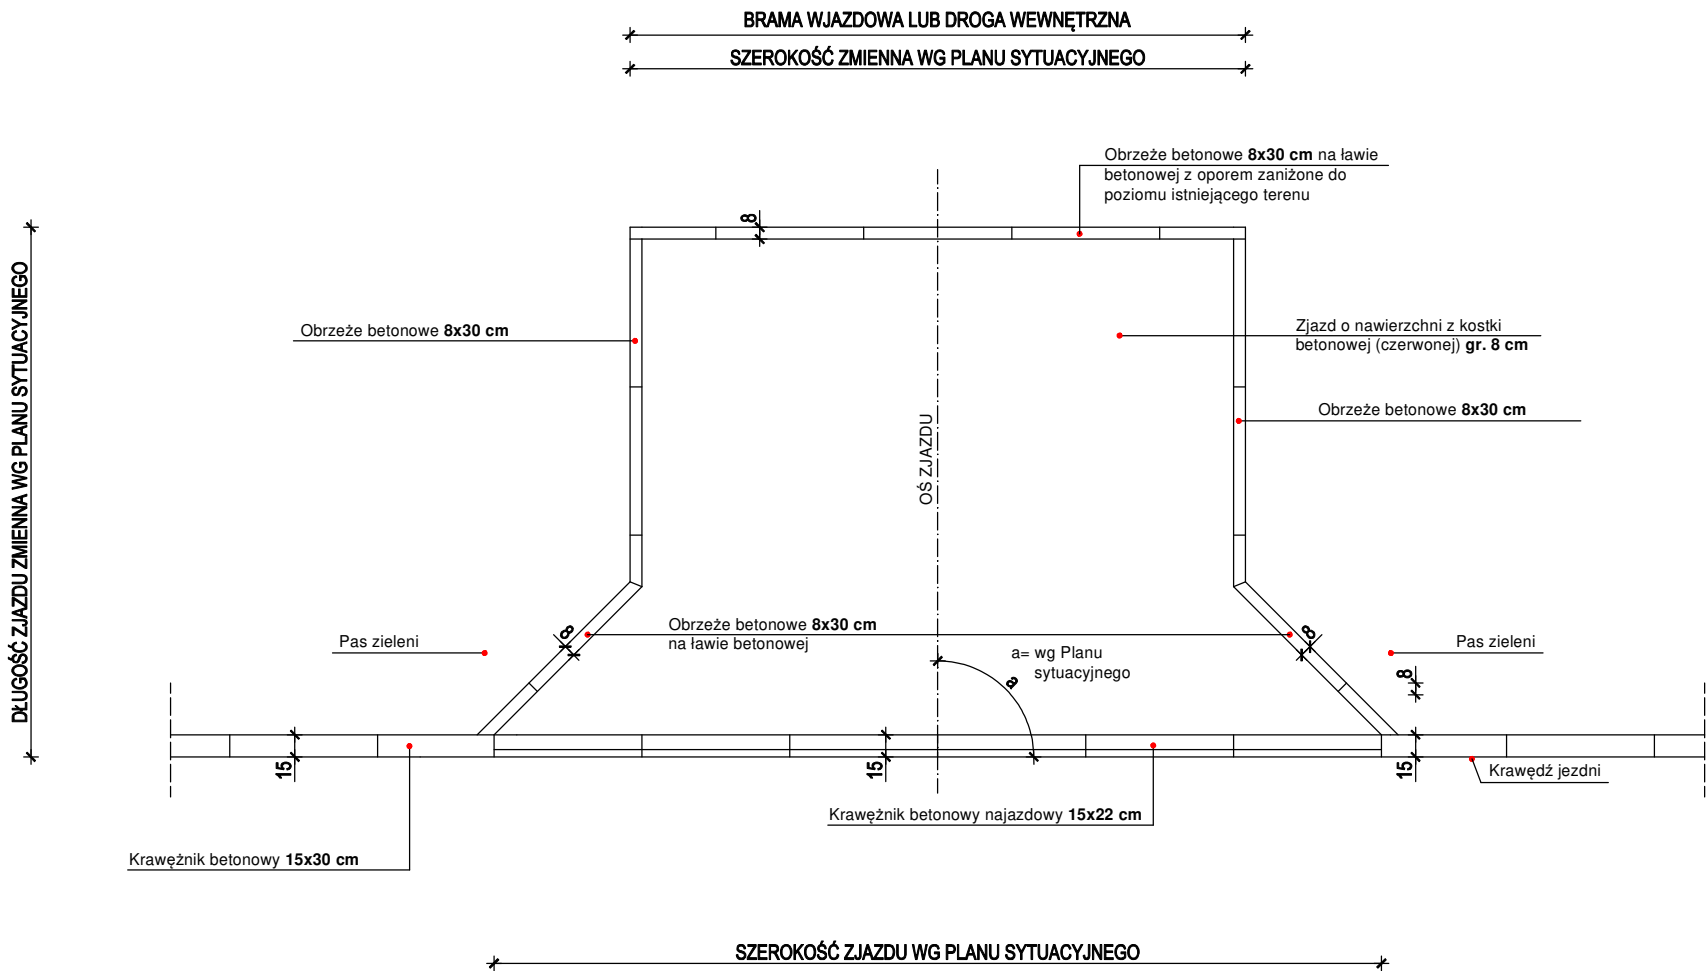 BRAMA WJAZDOWA LUB DROGA WEWNĘTRZNA
SZEROKOŚĆ ZMIENNA WG PLANU SYTUACYJNEGO
Obrzeże betonowe 8x30 cm na ławie
betonowej z oporem zaniżone do
poziomu istniejącego terenu
8
DŁUGOŚĆ ZJAZDU ZMIENNA WG PLANU SYTUACYJNEGO
Obrzeże betonowe 8x30 cm
Zjazd o nawierzchni z kostki
betonowej (czerwonej) gr. 8 cm
Obrzeże betonowe 8x30 cm
OŚ ZJAZDU
Obrzeże betonowe 8x30 cm
na ławie betonowej
8
8
Pas zieleni
Pas zieleni
a= wg Planu
sytuacyjnego
a
8
15
15
15
Krawędź jezdni
Krawężnik betonowy najazdowy 15x22 cm
Krawężnik betonowy 15x30 cm
SZEROKOŚĆ ZJAZDU WG PLANU SYTUACYJNEGO